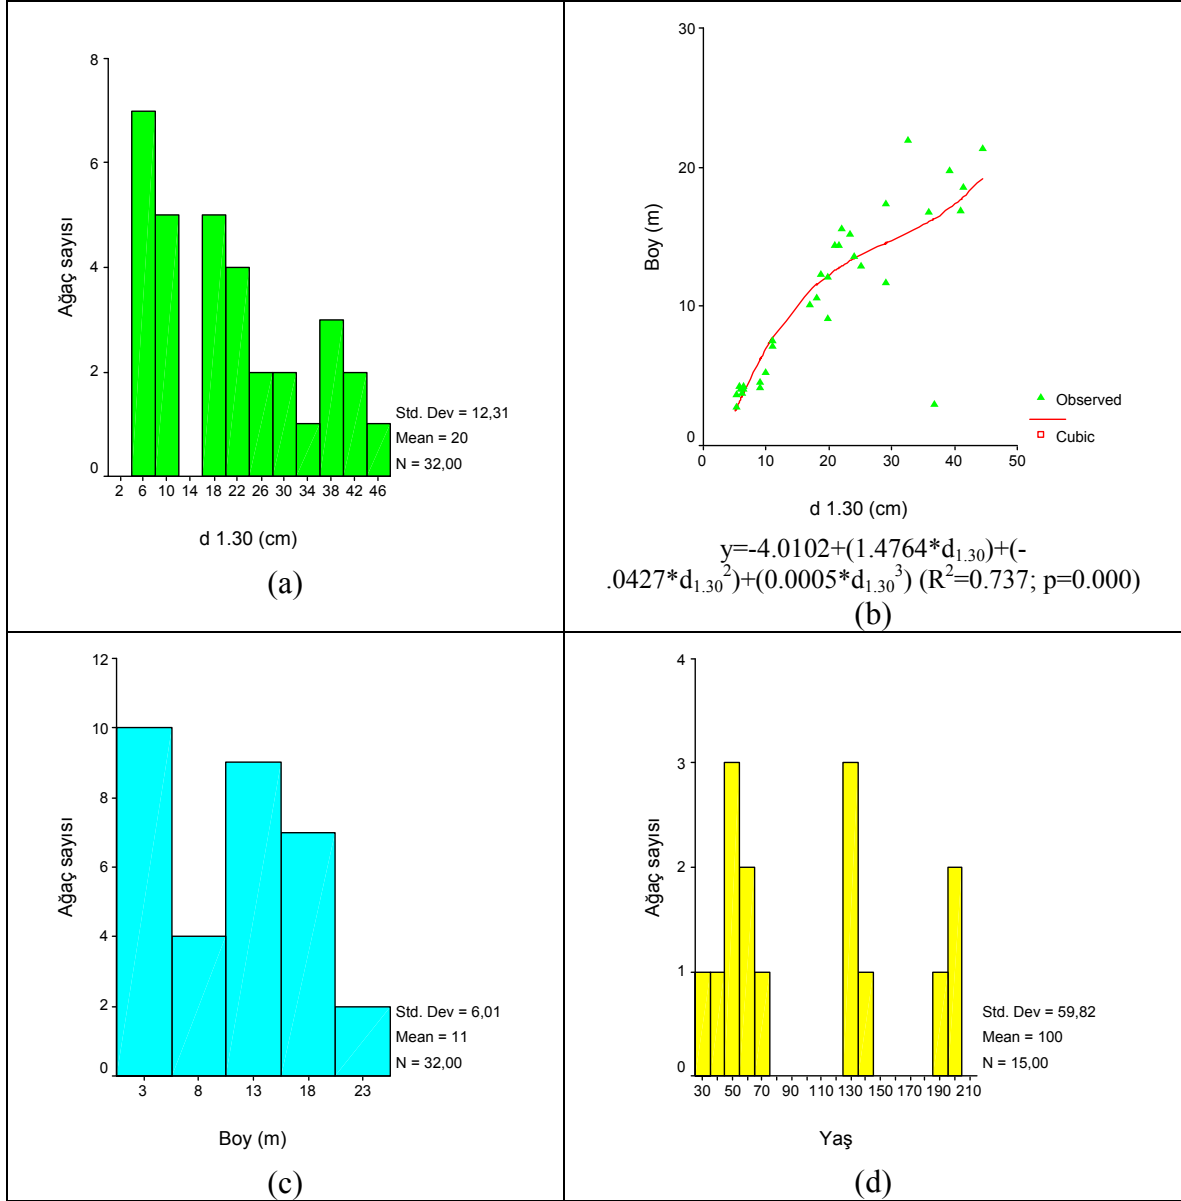 8
6
4
2
0
Ağaç sayısı
2 6 10 14 18 22 26 30 34 38 42 46
d 1.30 (cm)
Std. Dev = 12,31
Mean = 20
N = 32,00
(a)
30
20
10
0
Boy (m)
0 10 20 30 40 50
d 1.30 (cm)
Observed
Cubic
y=-4.0102+(1.4764*d1.30)+(-
.0427*d1.30²)+(0.0005*d1.30³) (R²=0.737; p=0.000)
(b)
12
10
8
6
4
2
0
Ağaç sayısı
3 8 13 18 23
Boy (m)
Std. Dev = 6,01
Mean = 11
N = 32,00
(c)
4
3
2
1
0
Ağaç sayısı
30 50 70 90 110 130 150 170 190 210
Yaş
Std. Dev = 59,82
Mean = 100
N = 15,00
(d)